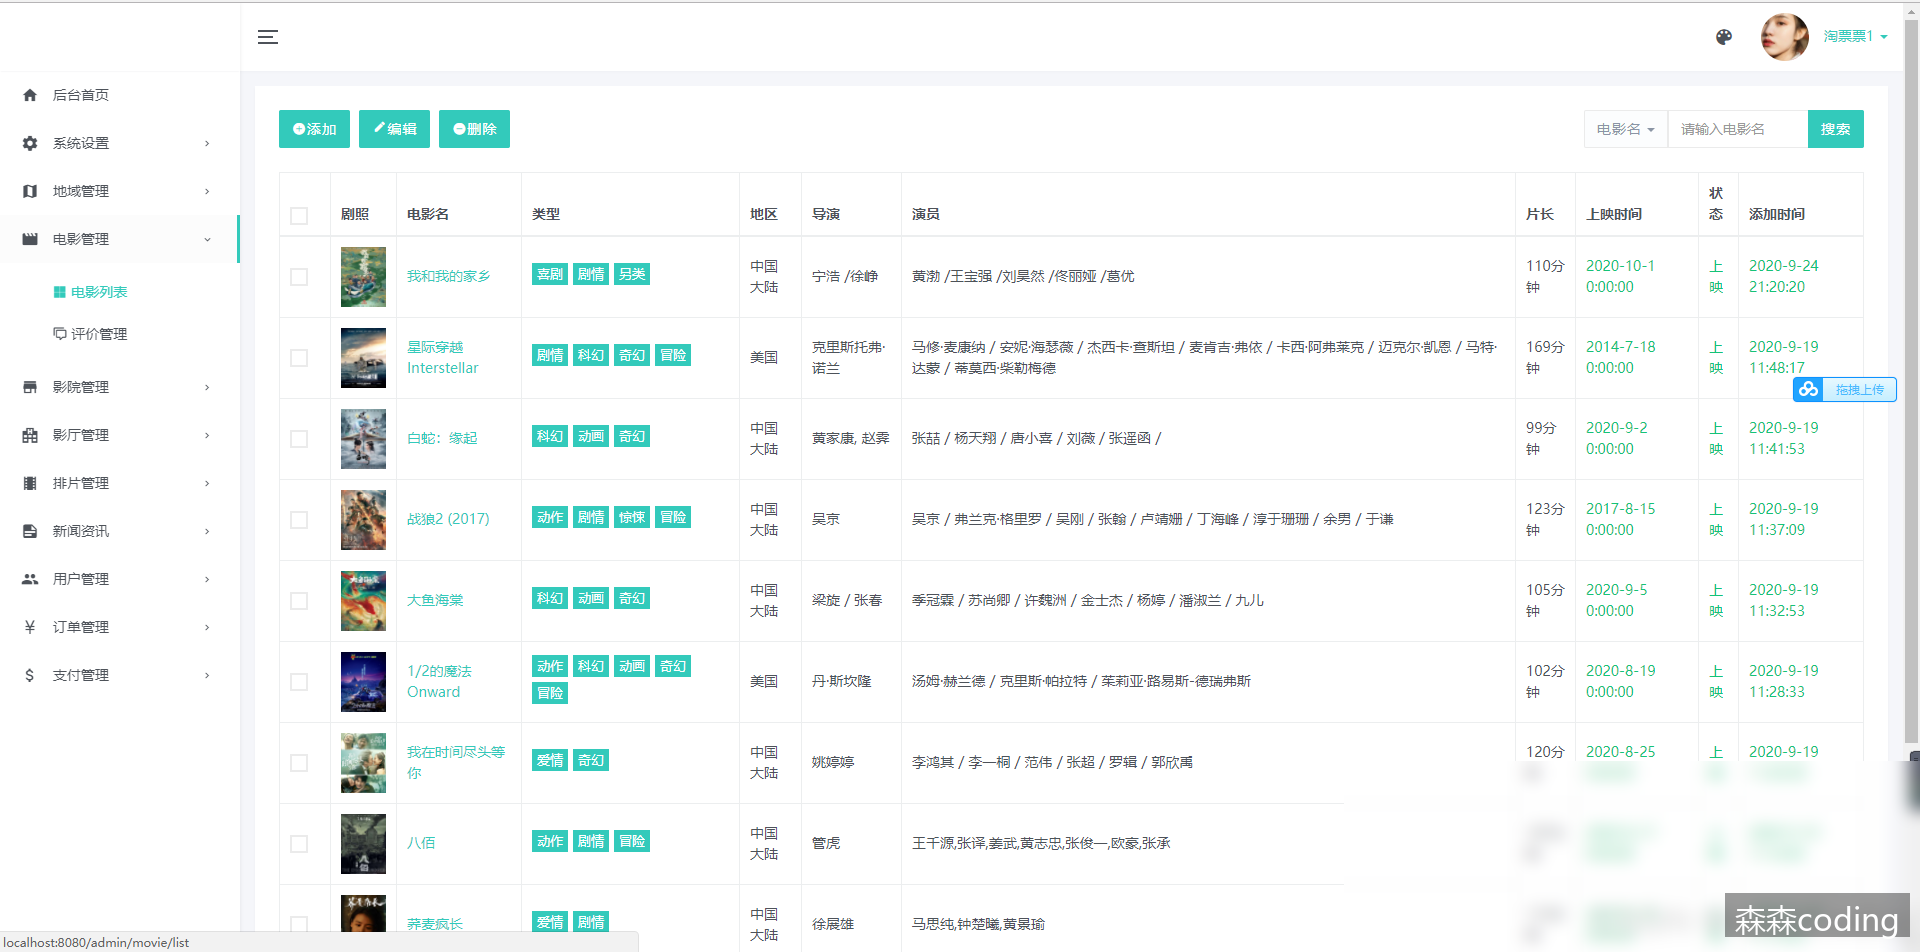 淘票票1
后台首页
系统设置
地域管理
电影管理
电影列表
评价管理
影院管理
影厅管理
排片管理
新闻资讯
用户管理
订单管理
支付管理
添加 编辑 删除
电影名 请输入电影名 搜索
剧照 电影名 类型 地区 导演 演员 片长 上映时间 状态 添加时间
我和我的家乡 喜剧 剧情 另类 中国大陆 宁浩 /徐峥 黄渤 /王宝强 /刘昊然 /佟丽娅 /葛优 110分钟 2020-10-1 0:00:00 上映 2020-9-24 21:20:20
星际穿越 Interstellar 剧情 科幻 奇幻 冒险 美国 克里斯托弗·诺兰 马修·麦康纳 / 安妮·海瑟薇 / 杰西卡·查斯坦 / 麦肯吉·弗依 / 卡西·阿弗莱克 / 迈克尔·凯恩 / 马特·达蒙 / 蒂莫西·柴勒梅德 169分钟 2014-7-18 0:00:00 上映 2020-9-19 11:48:17
拖拽上传
白蛇：缘起 科幻 动画 奇幻 中国大陆 黄家康, 赵霁 张喆 / 杨天翔 / 唐小喜 / 刘薇 / 张遥函 / 99分钟 2020-9-2 0:00:00 上映 2020-9-19 11:41:53
战狼2 (2017) 动作 剧情 惊悚 冒险 中国大陆 吴京 吴京 / 弗兰克·格里罗 / 吴刚 / 张翰 / 卢靖姗 / 丁海峰 / 淳于珊珊 / 余男 / 于谦 123分钟 2017-8-15 0:00:00 上映 2020-9-19 11:37:09
大鱼海棠 科幻 动画 奇幻 中国大陆 梁旋 / 张春 季冠霖 / 苏尚卿 / 许魏洲 / 金士杰 / 杨婷 / 潘淑兰 / 九儿 105分钟 2020-9-5 0:00:00 上映 2020-9-19 11:32:53
1/2的魔法 Onward 动作 科幻 动画 奇幻 冒险 美国 丹·斯坎隆 汤姆·赫兰德 / 克里斯·帕拉特 / 茱莉亚·路易斯-德瑞弗斯 102分钟 2020-8-19 0:00:00 上映 2020-9-19 11:28:33
我在时间尽头等你 爱情 奇幻 中国大陆 姚婷婷 李鸿其 / 李一桐 / 范伟 / 张超 / 罗辑 / 郭欣禹 120分 2020-8-25 上 2020-9-19
八佰 动作 剧情 冒险 中国大陆 管虎 王千源,张译,姜武,黄志忠,张俊一,欧豪,张承
荞麦疯长 爱情 剧情 中国大陆 徐展雄 马思纯,钟楚曦,黄景瑜
localhost:8080/admin/movie/list
森森coding